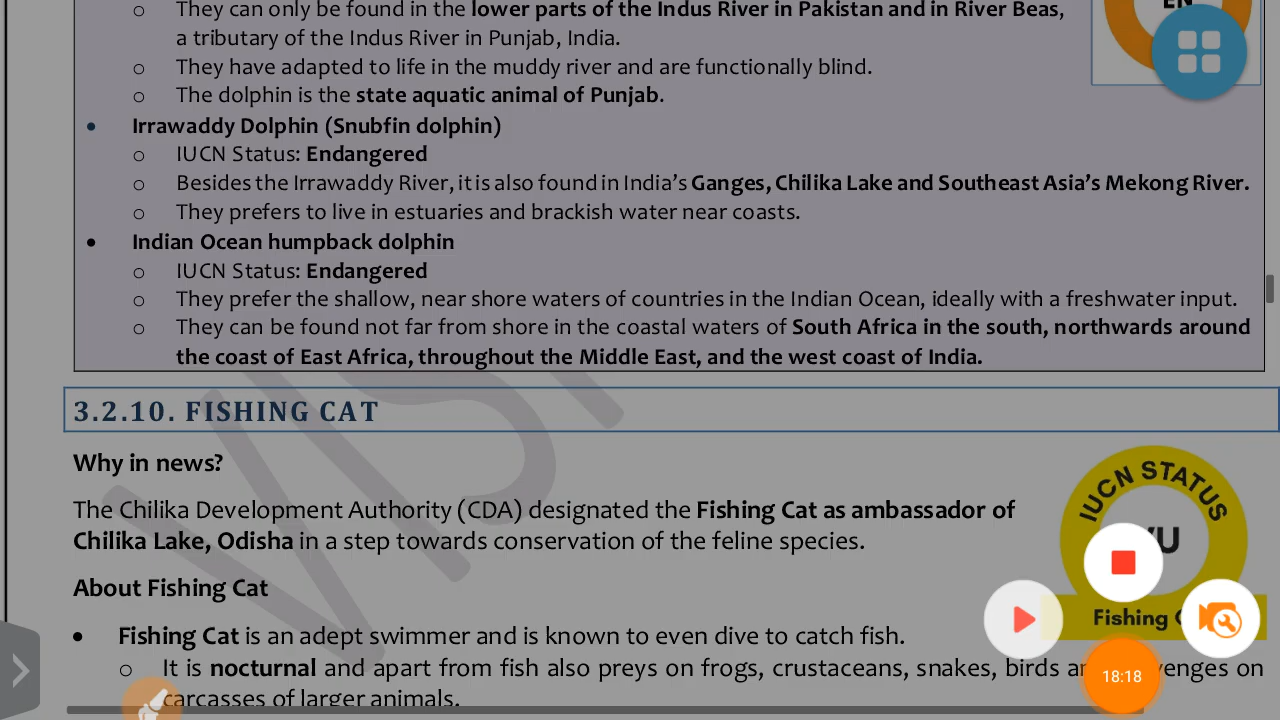 o They can only be found in the lower parts of the Indus River in Pakistan and in River Beas,
a tributary of the Indus River in Punjab, India.
o They have adapted to life in the muddy river and are functionally blind.
o The dolphin is the state aquatic animal of Punjab.
• Irrawaddy Dolphin (Snubfin dolphin)
o IUCN Status: Endangered
o Besides the Irrawaddy River, it is also found in India's Ganges, Chilika Lake and Southeast Asia's Mekong River.
o They prefers to live in estuaries and brackish water near coasts.
• Indian Ocean humpback dolphin
o IUCN Status: Endangered
o They prefer the shallow, near shore waters of countries in the Indian Ocean, ideally with a freshwater input.
o They can be found not far from shore in the coastal waters of South Africa in the south, northwards around
the coast of East Africa, throughout the Middle East, and the west coast of India.
3.2.10. FISHING CAT
Why in news?
The Chilika Development Authority (CDA) designated the Fishing Cat as ambassador of
Chilika Lake, Odisha in a step towards conservation of the feline species.
IUCN STATUS
About Fishing Cat
Fishing
• Fishing Cat is an adept swimmer and is known to even dive to catch fish.
o It is nocturnal and apart from fish also preys on frogs, crustaceans, snakes, birds
on
carcasses of larger animals.
18:18